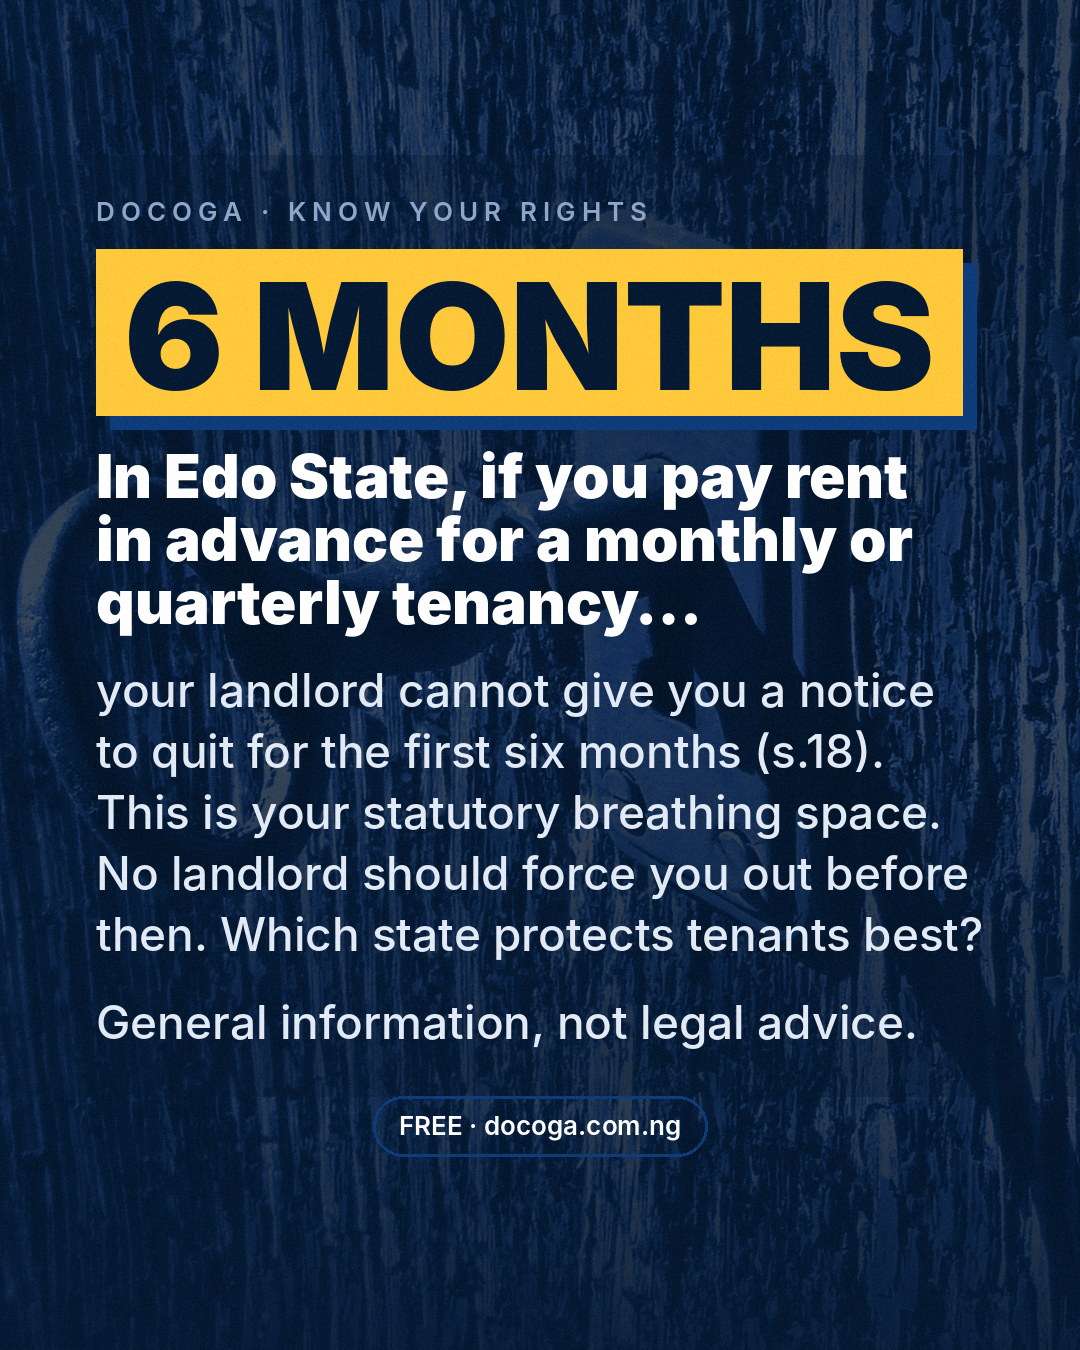 DOCOGA · KNOW YOUR RIGHTS
6 MONTHS
In Edo State, if you pay rent
in advance for a monthly or
quarterly tenancy...
your landlord cannot give you a notice
to quit for the first six months (s.18).
This is your statutory breathing space.
No landlord should force you out before
then. Which state protects tenants best?
General information, not legal advice.
FREE · docoga.com.ng